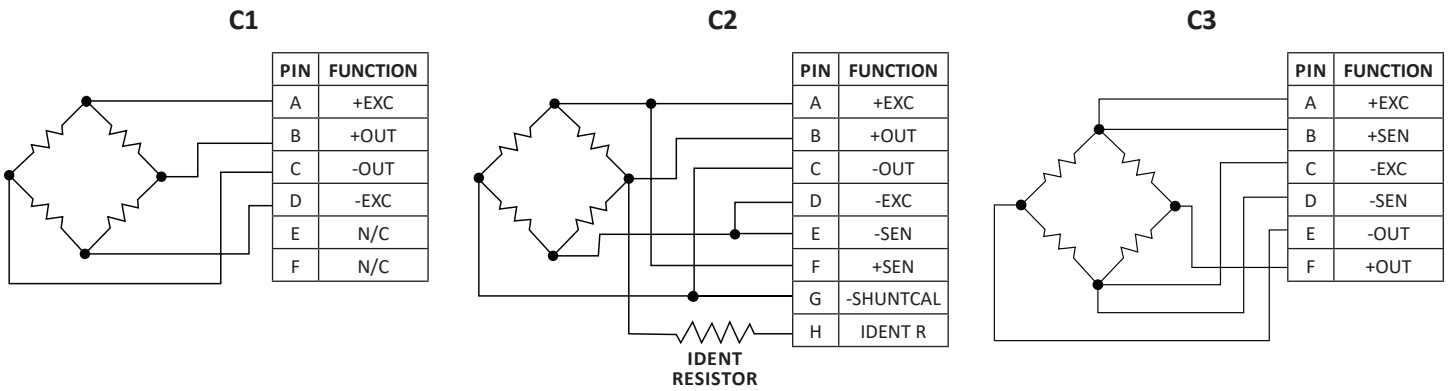 C1
PIN FUNCTION
A +EXC
B +OUT
C -OUT
D -EXC
E N/C
F N/C
C2
PIN FUNCTION
A +EXC
B +OUT
C -OUT
D -EXC
E -SEN
F +SEN
G -SHUNTCAL
H IDENT R
IDENT
RESISTOR
C3
PIN FUNCTION
A +EXC
B +SEN
C -EXC
D -SEN
E -OUT
F +OUT